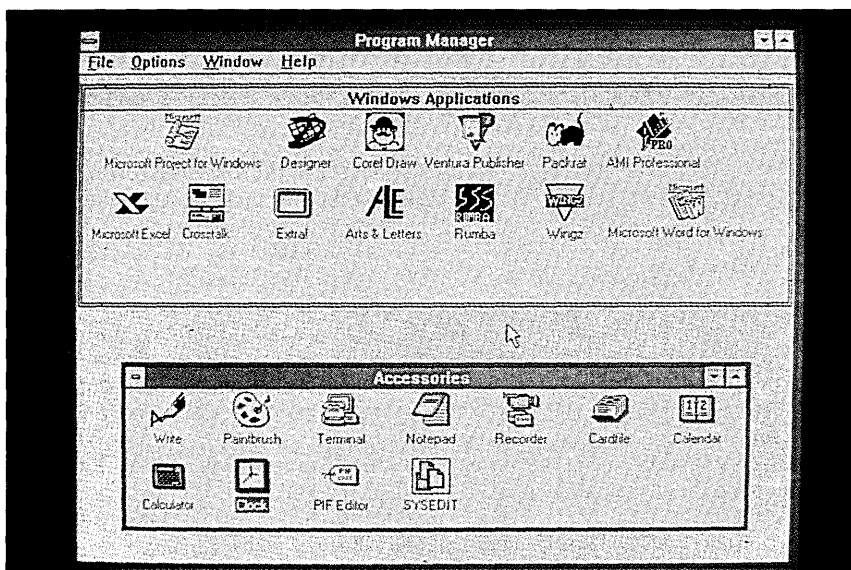 Program Manager
File Options Window Help
Windows Applications
Microsoft Project for Windows Designer Corel Draw Ventura Publisher Packrat AMI Professional
Microsoft Excel Crosstalk Extra! Arts & Letters Rumba Wingz Microsoft Word for Windows
Accessories
Write Paintbrush Terminal Notepad Recorder Cardfile Calendar
Calculator Clock PIF Editor SYSEDIT